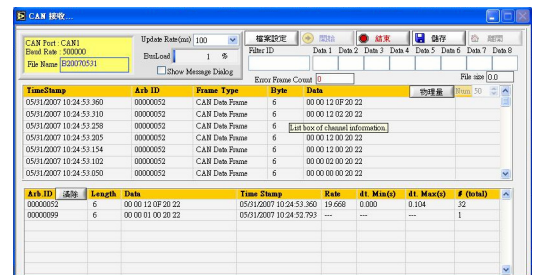 CAN 接收...
CAN Port : CAN1
Baud Rate : 500000
File Name B20070531
Update Rate(ms) 100
BusLoad 1 %
Show Message Dialog
檔案設定 開始 結束 儲存 離開
Filter ID Data 1 Data 2 Data 3 Data 4 Data 5 Data 6 Data 7 Data 8
Error Frame Count 0 File size 0.0
TimeStamp Arb ID Frame Type Byte Data 物理量 Num 50
05/31/2007 10:24:53.360 00000052 CAN Data Frame 6 00 00 12 0F 20 22
05/31/2007 10:24:53.310 00000052 CAN Data Frame 6 00 00 12 02 20 22
05/31/2007 10:24:53.258 00000052 CAN Data Frame 6 List box of channel information.
05/31/2007 10:24:53.205 00000052 CAN Data Frame 6 00 00 12 00 20 22
05/31/2007 10:24:53.154 00000052 CAN Data Frame 6 00 00 12 00 20 22
05/31/2007 10:24:53.102 00000052 CAN Data Frame 6 00 00 02 00 20 22
05/31/2007 10:24:53.050 00000052 CAN Data Frame 6 00 00 00 00 20 22
Arb.ID 清除 Length Data Time Stamp Rate dt. Min(s) dt. Max(s) # (total)
00000052 6 00 00 12 0F 20 22 05/31/2007 10:24:53.360 19.668 0.000 0.104 32
00000099 6 00 00 01 00 20 22 05/31/2007 10:24:52.793 --- --- --- 1